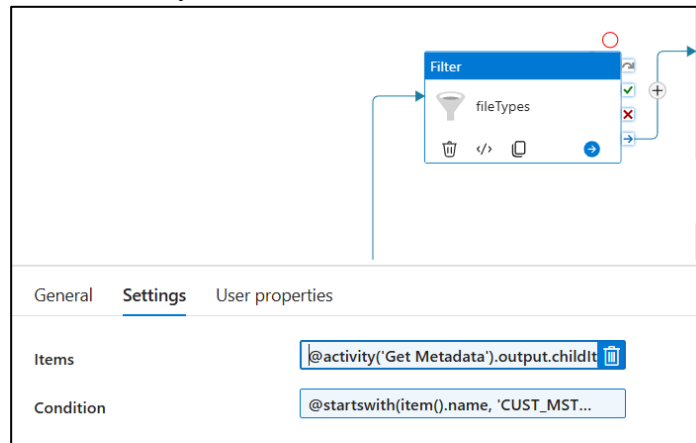 Filter
fileTypes
General Settings User properties
Items @activity('Get Metadata').output.childIt
Condition @startswith(item().name, 'CUST_MST...